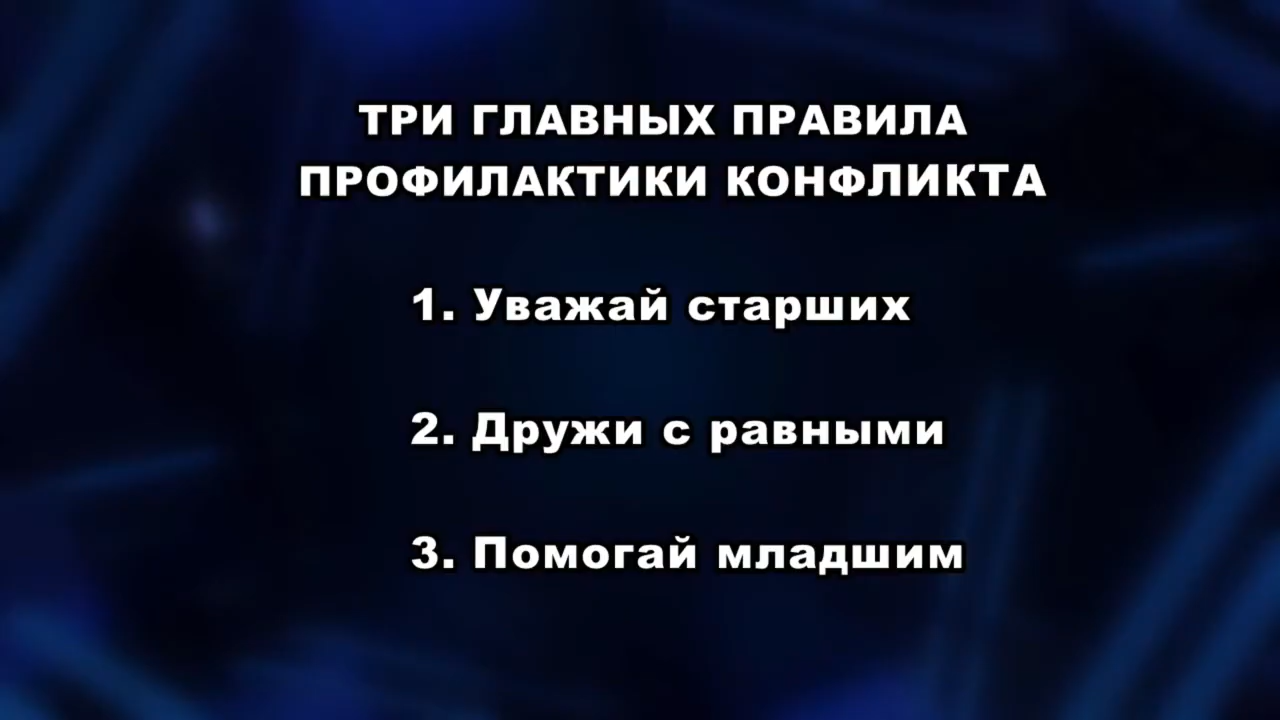 ТРИ ГЛАВНЫХ ПРАВИЛА
ПРОФИЛАКТИКИ КОНФЛИКТА
1. Уважай старших
2. Дружи с равными
3. Помогай младшим